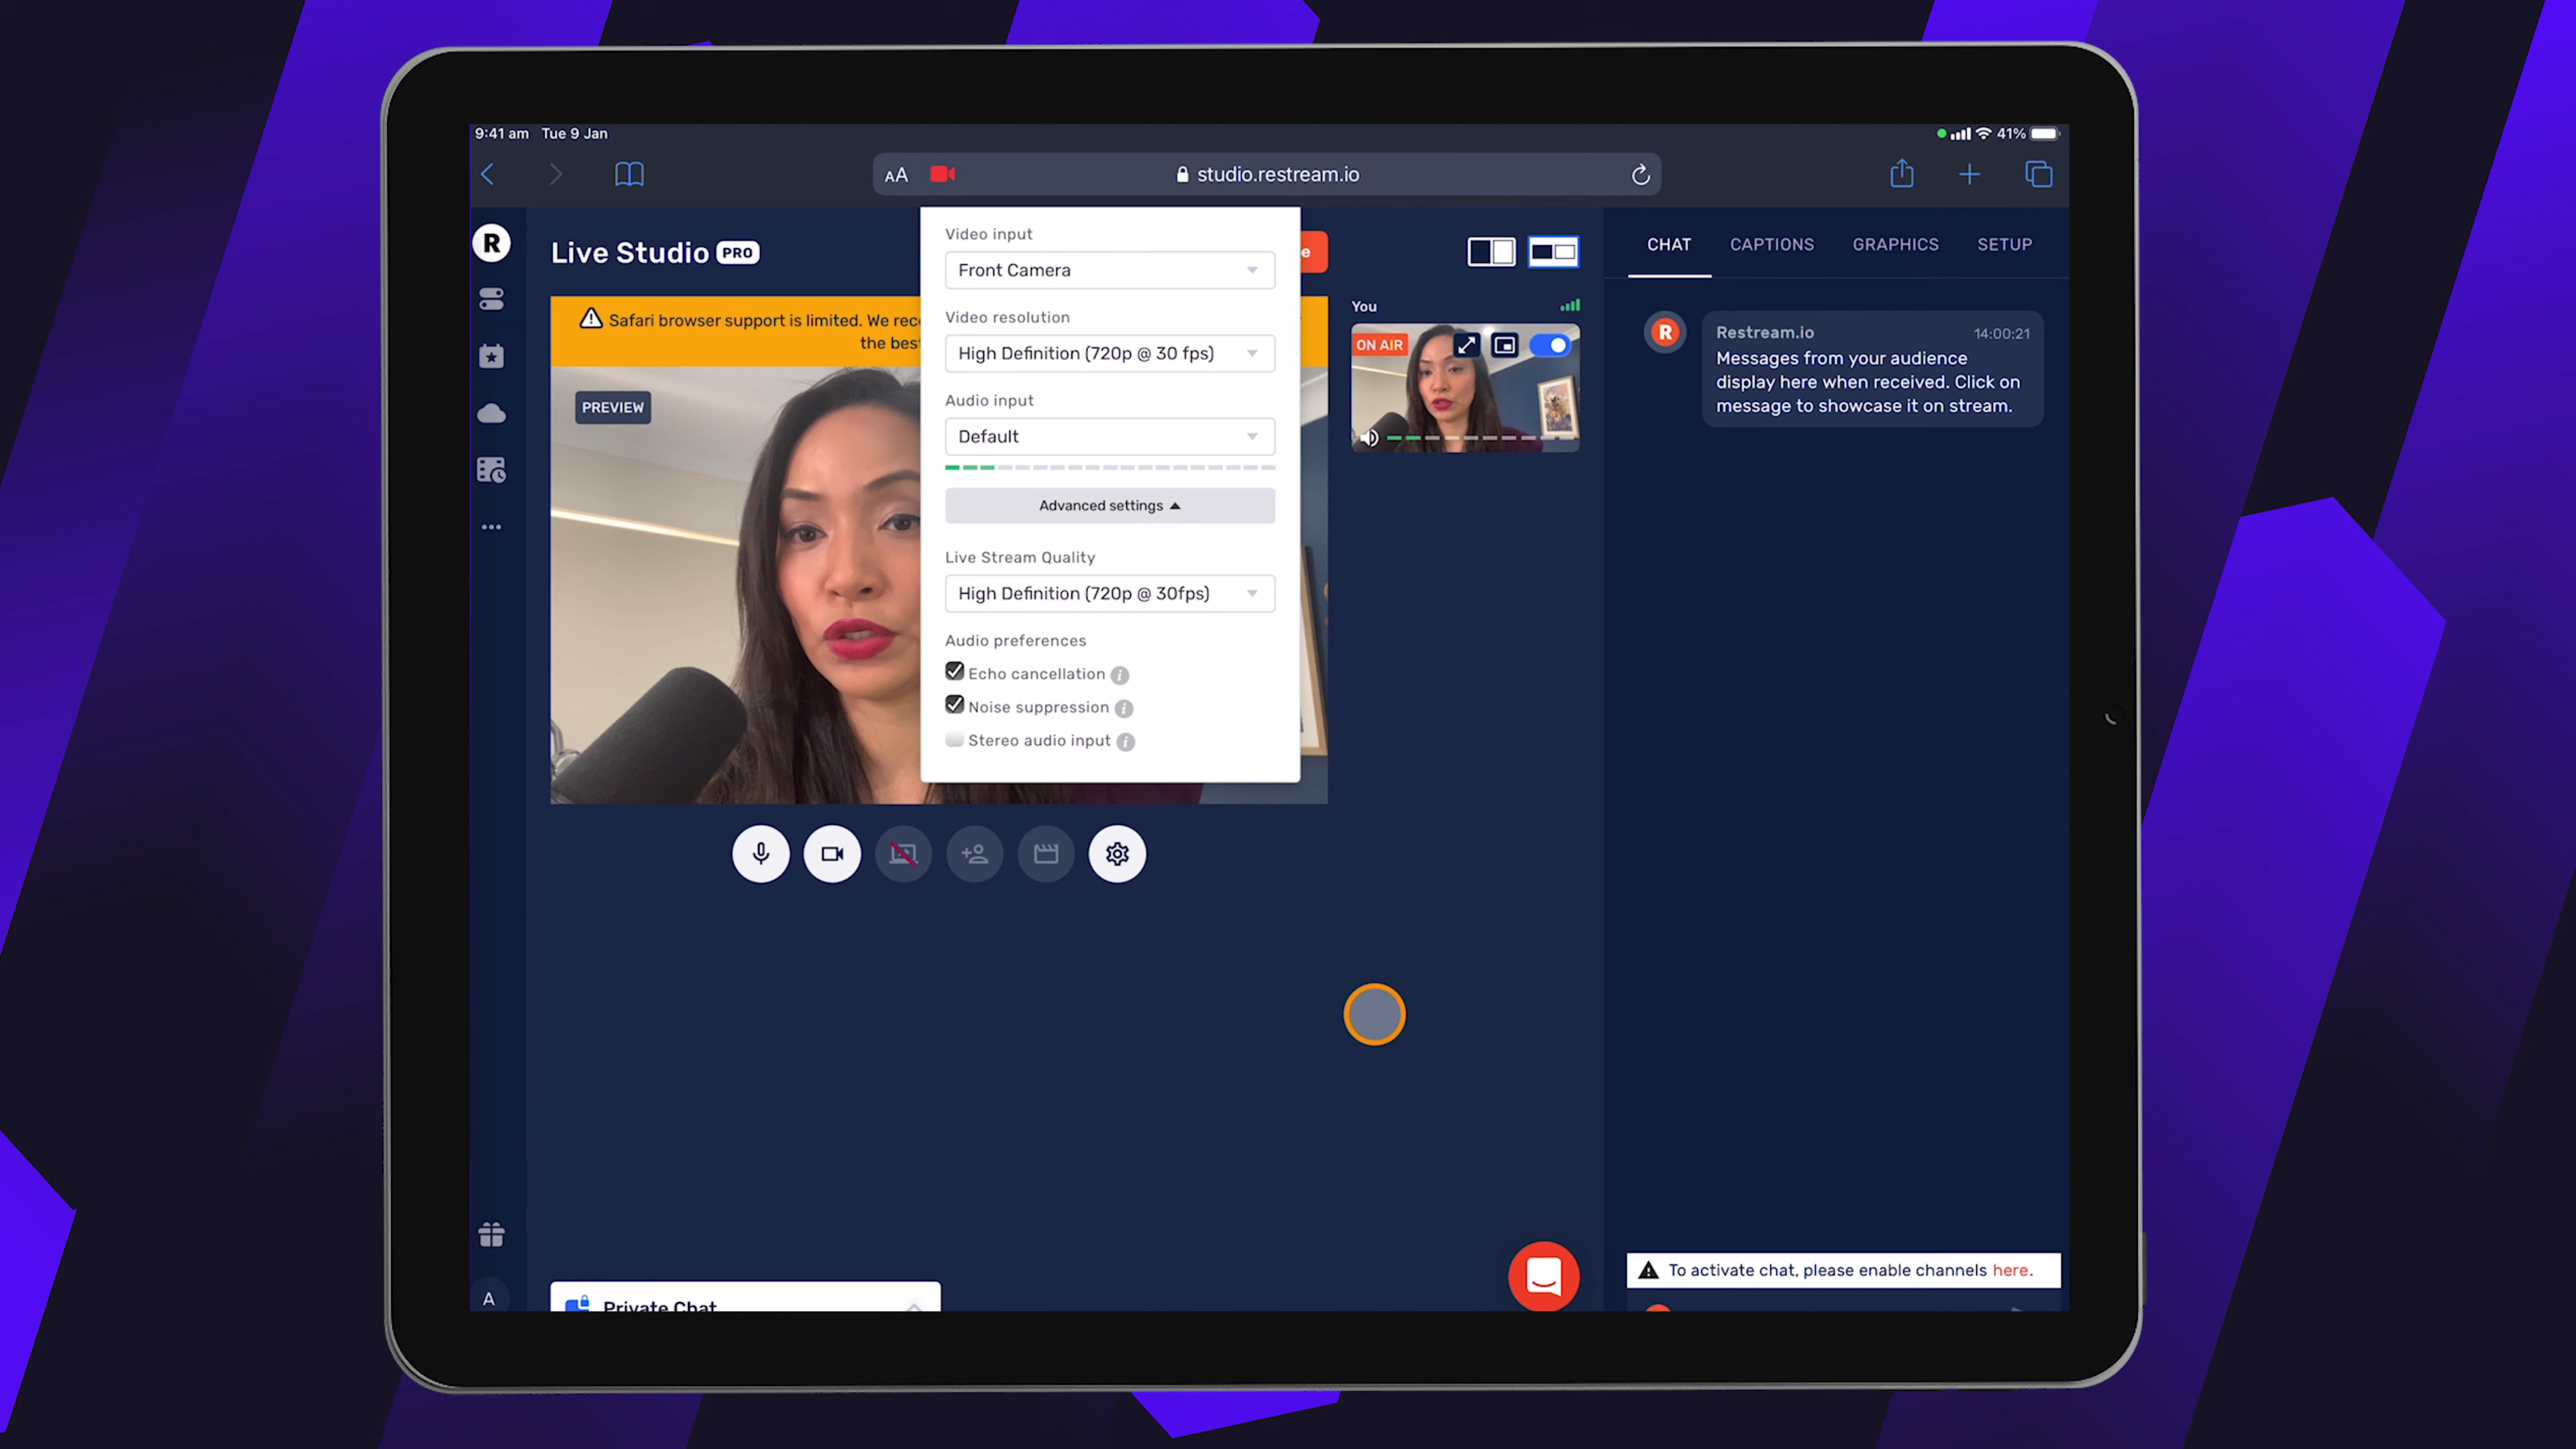 9:41 am Tue 9 Jan
41%
AA
studio.restream.io
R
Live Studio PRO
Safari browser support is limited. We
the
PREVIEW
Video input
Front Camera
Video resolution
High Definition (720p @ 30 fps)
Audio input
Default
Advanced settings
Live Stream Quality
High Definition (720p @ 30fps)
Audio preferences
Echo cancellation
Noise suppression
Stereo audio input
You
ON AIR
CHAT CAPTIONS GRAPHICS SETUP
R
Restream.io 14:00:21
Messages from your audience
display here when received. Click on
message to showcase it on stream.
A
Private Chat
To activate chat, please enable channels here.